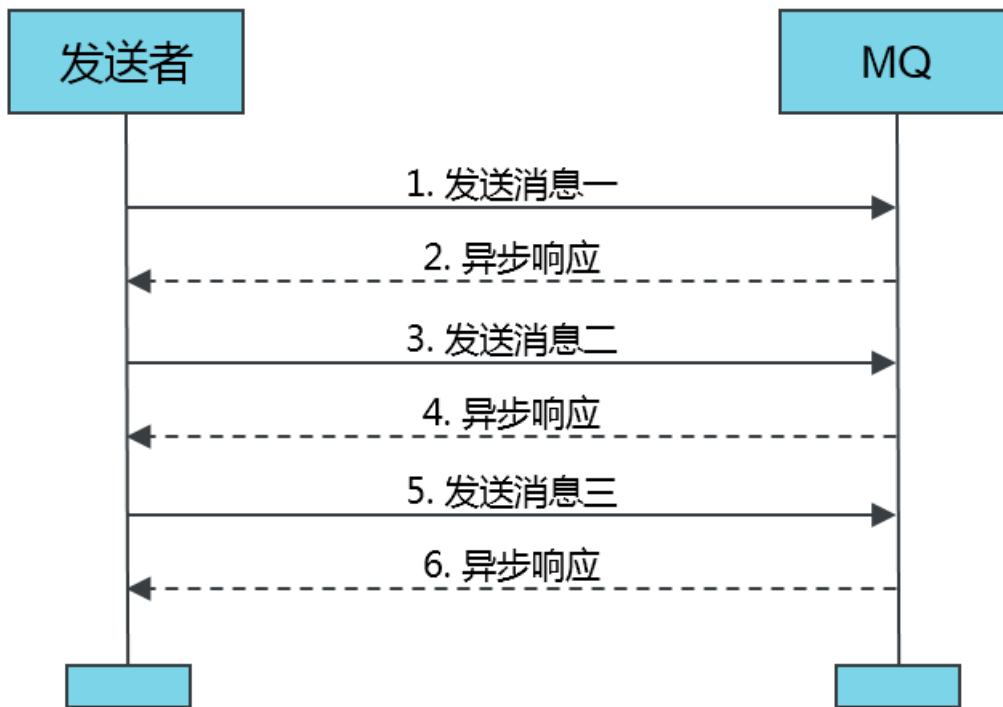 发送者
MQ
1. 发送消息一
2. 异步响应
3. 发送消息二
4. 异步响应
5. 发送消息三
6. 异步响应